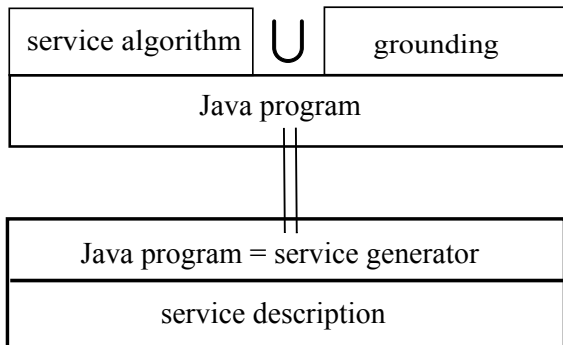 service algorithm ∪ grounding
Java program
Java program = service generator
service description